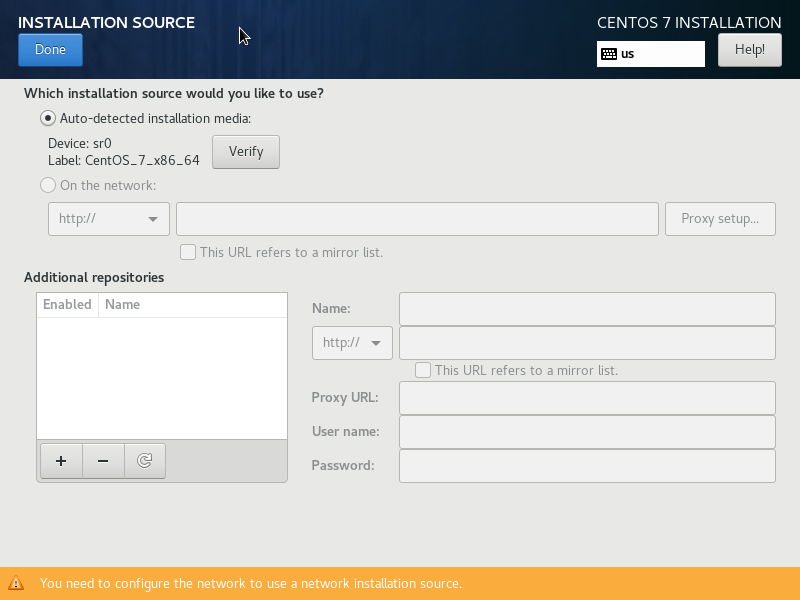 INSTALLATION SOURCE
CENTOS 7 INSTALLATION
Done
us
Help!
Which installation source would you like to use?
Auto-detected installation media:
Device: sr0
Label: CentOS_7_x86_64
Verify
On the network:
http://
Proxy setup...
This URL refers to a mirror list.
Additional repositories
Enabled Name
Name:
http://
This URL refers to a mirror list.
Proxy URL:
User name:
Password:
You need to configure the network to use a network installation source.